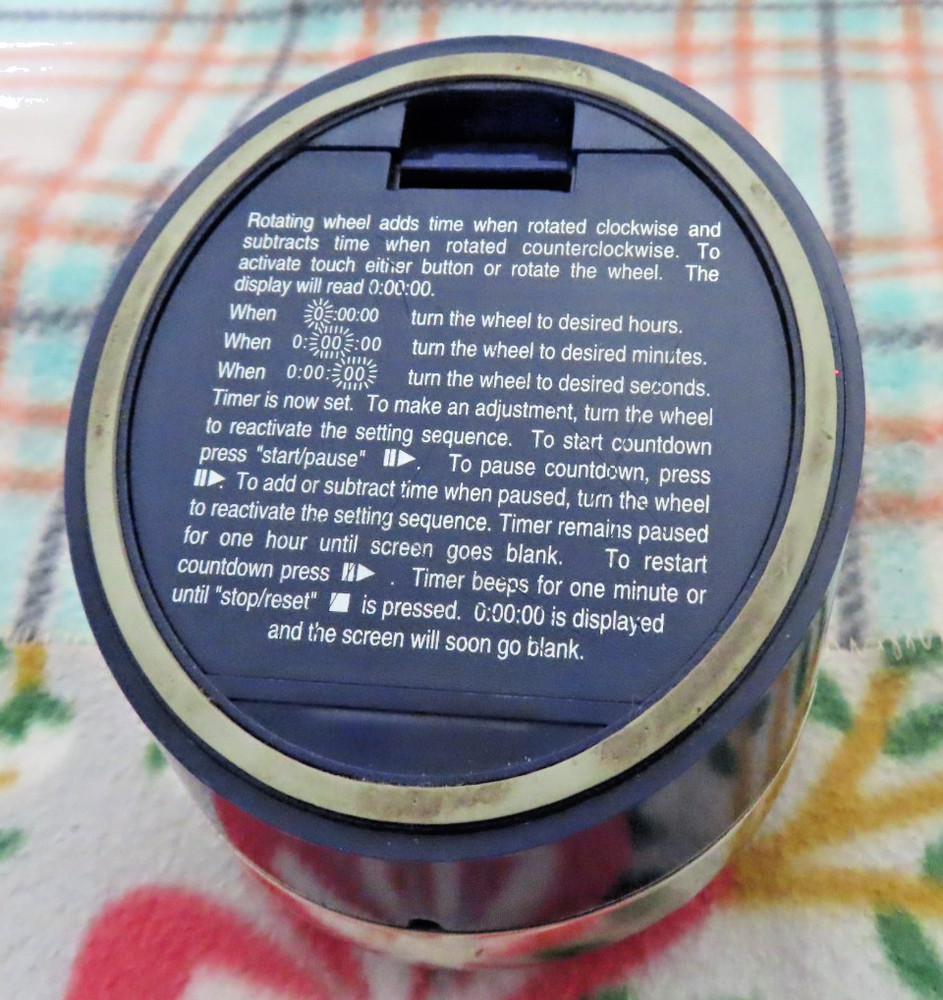 Rotating wheel adds time when rotated clockwise and
subtracts time when rotated counterclockwise. To
activate touch either button or rotate the wheel. The
display will read 0:00:00.
When 0:00:00 turn the wheel to desired hours.
When 0:00:00 turn the wheel to desired minutes.
When 0:00:00 turn the wheel to desired seconds.
Timer is now set. To make an adjustment, turn the wheel
to reactivate the setting sequence. To start countdown
press "start/pause" . To pause countdown, press
. To add or subtract time when paused, turn the wheel
to reactivate the setting sequence. Timer remains paused
for one hour until screen goes blank. To restart
countdown press . Timer beeps for one minute or
until "stop/reset" is pressed. 0:00:00 is displayed
and the screen will soon go blank.